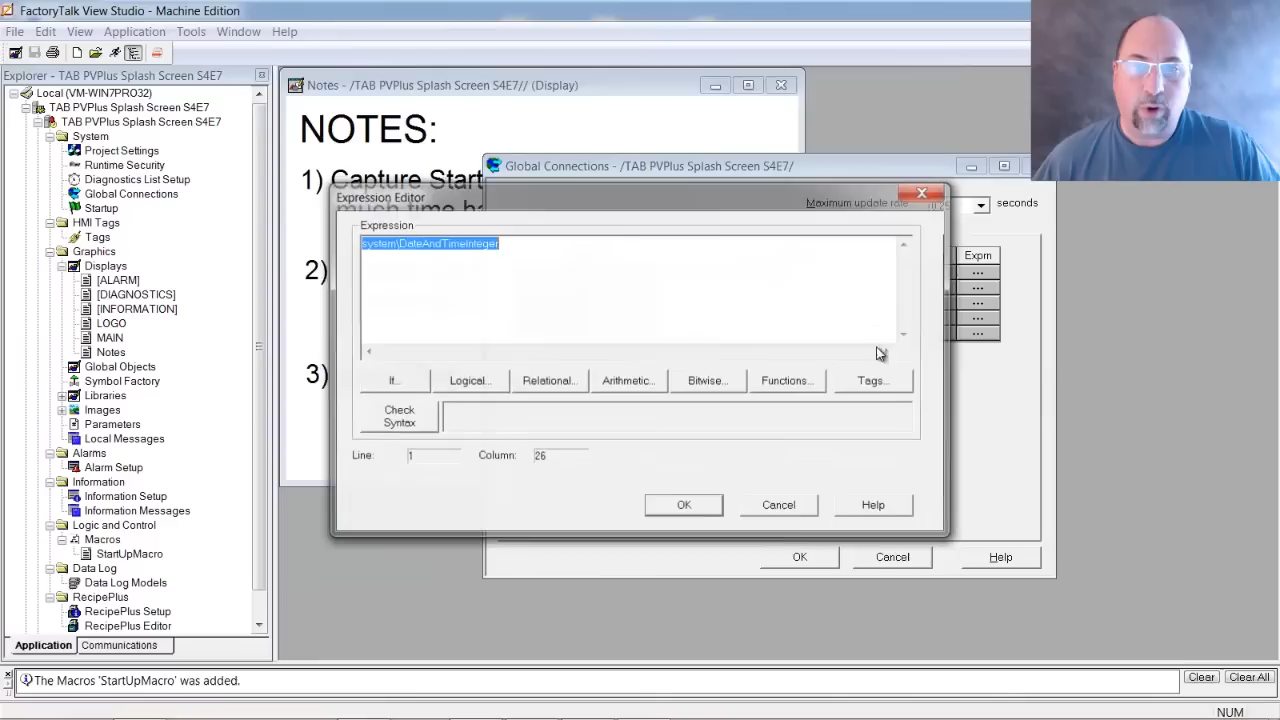 FactoryTalk View Studio - Machine Edition
File Edit View Application Tools Window Help
Explorer - TAB PVPlus Splash Screen S4E7
Local (VM-WIN7PRO32)
TAB PVPlus Splash Screen S4E7
TAB PVPlus Splash Screen S4E7
System
Project Settings
Runtime Security
Diagnostics List Setup
Global Connections
Startup
HMI Tags
Tags
Graphics
Displays
[ALARM]
[DIAGNOSTICS]
[INFORMATION]
LOGO
MAIN
Notes
Global Objects
Symbol Factory
Libraries
Images
Parameters
Local Messages
Alarms
Alarm Setup
Information
Information Setup
Information Messages
Logic and Control
Macros
StartUpMacro
Data Log
Data Log Models
RecipePlus
RecipePlus Setup
RecipePlus Editor
Application Communications
Notes - /TAB PVPlus Splash Screen S4E7// (Display)
NOTES:
1) Capture Start
much time ha
2)
3)
Global Connections - /TAB PVPlus Splash Screen S4E7/
Maximum update rate seconds
Exprn
...
...
...
...
...
OK Cancel Help
Expression Editor
Expression
system\DateAndTimeInteger
If... Logical... Relational... Arithmetic... Bitwise... Functions... Tags...
Check
Syntax
Line: 1 Column: 26
OK Cancel Help
The Macros 'StartUpMacro' was added.
Clear Clear All
NUM